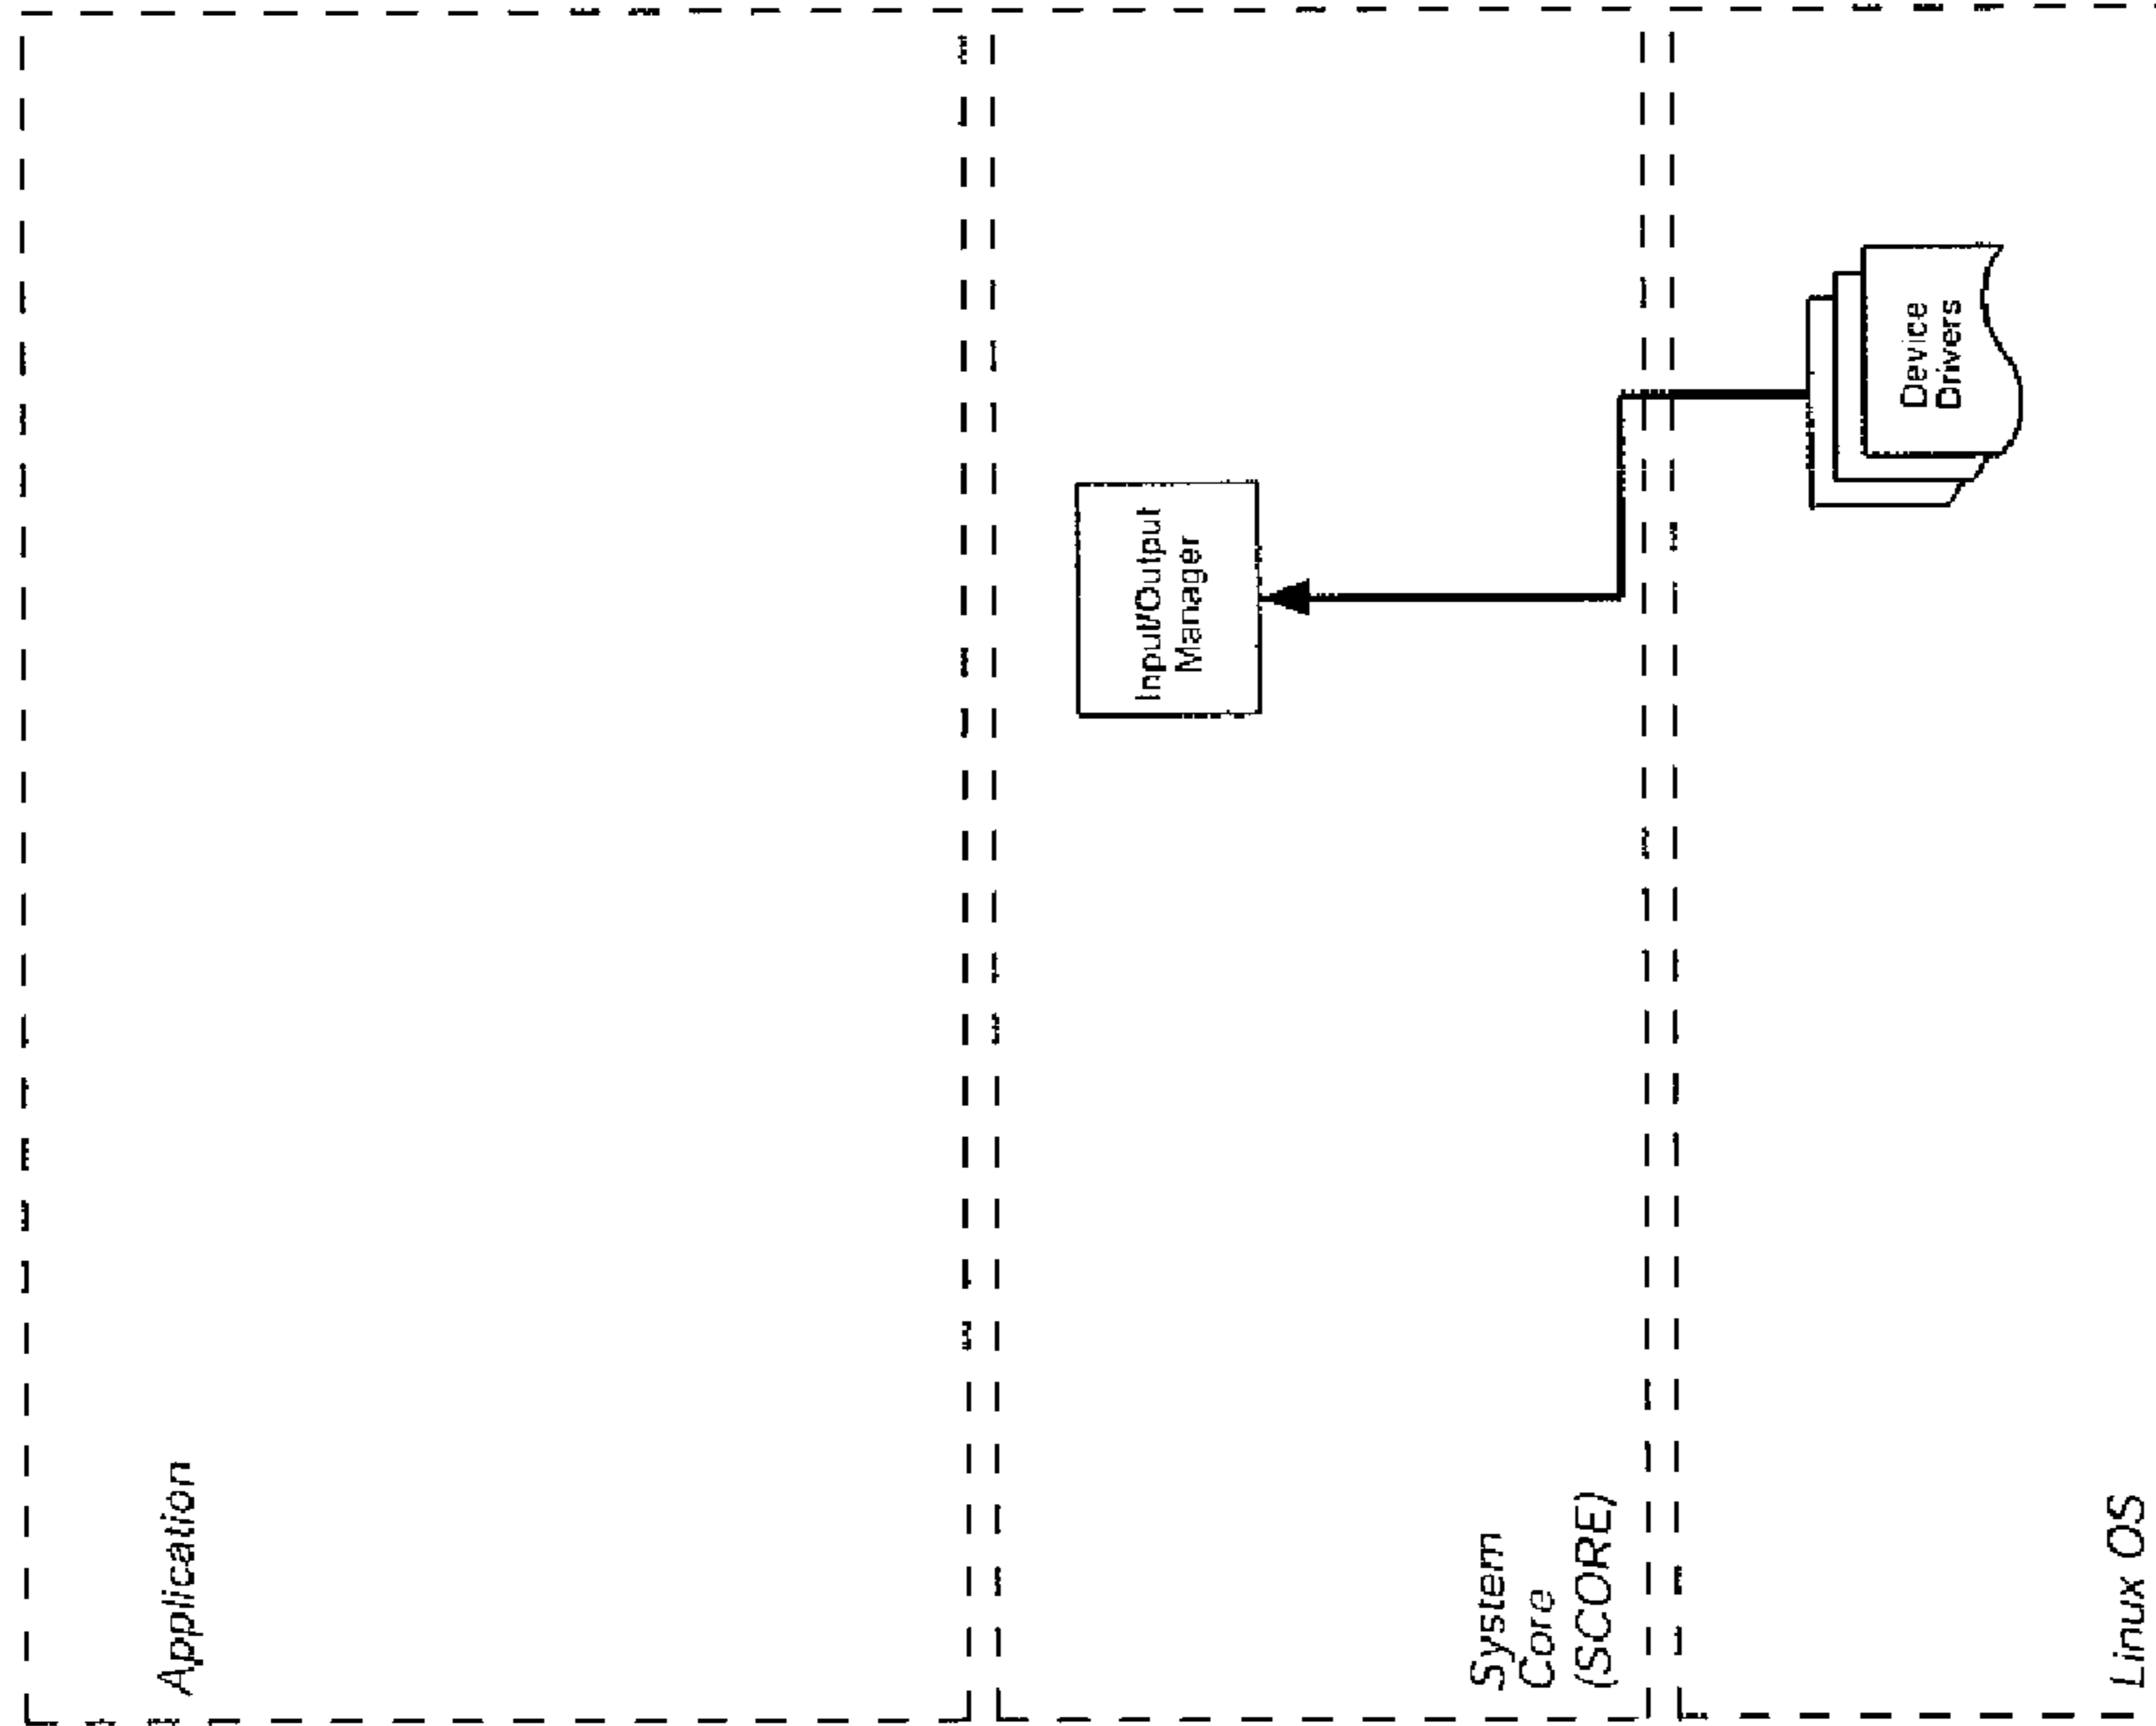 Application
Input/Output
Manager
System
Core
(SCORE)
Device
Drivers
Linux OS